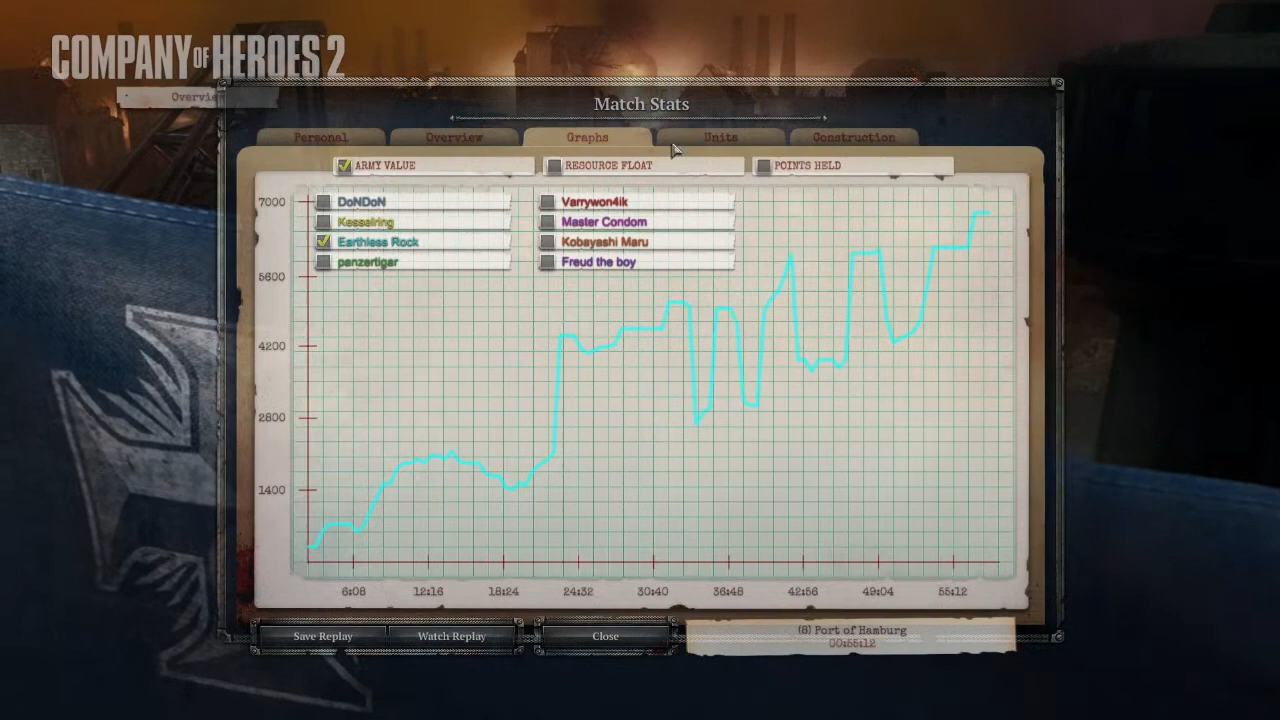 COMPANY OF HEROES 2
Overvie
Match Stats
Personal Overview Graphs Units Construction
ARMY VALUE RESOURCE FLOAT POINTS HELD
7000
DoNDoN Varrywon4ik
Kesselring Master Condom
Earthless Rock Kobayashi Maru
panzertigar Freud the boy
5600
4200
2800
1400
6:08 12:16 18:24 24:32 30:40 36:48 42:56 49:04 55:12
Save Replay Watch Replay Close
(8) Port of Hamburg
00:55:12